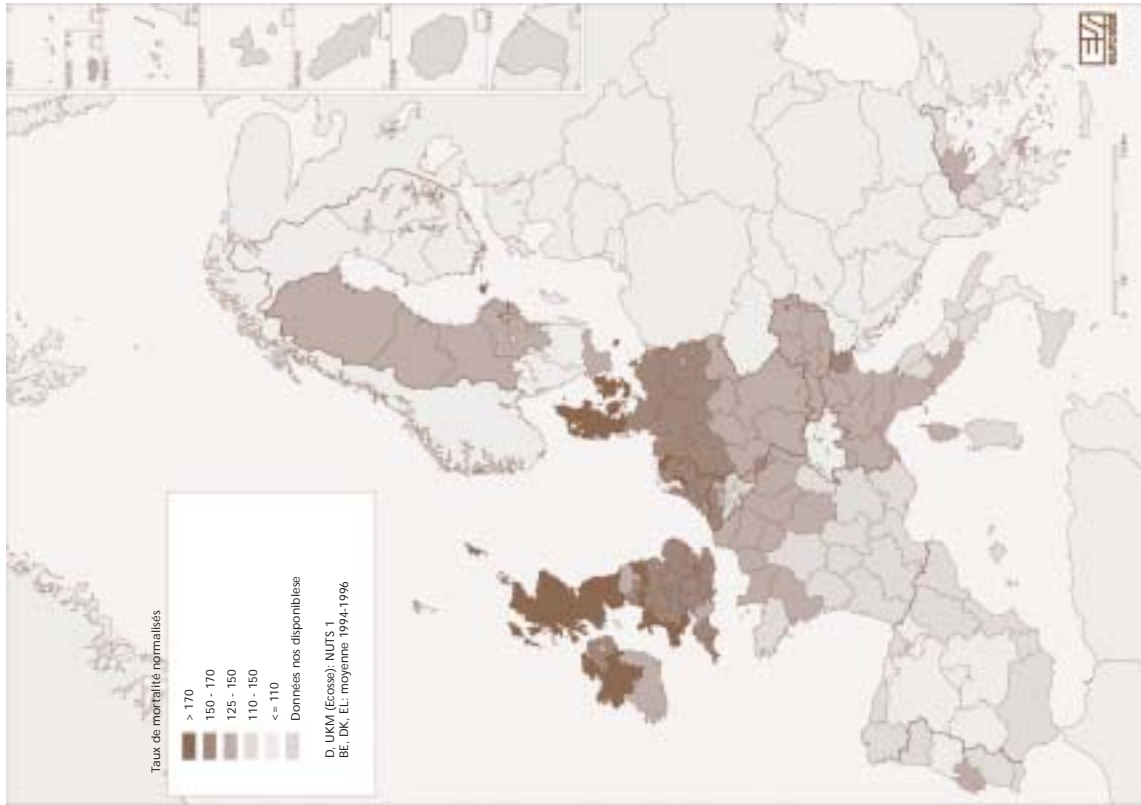 Taux de mortalité normalisés
> 170
150 - 170
125 - 150
110 - 150
<= 110
Données nos disponiblese
D, UKM (Ecosse): NUTS 1
BE, DK, EL: moyenne 1994-1996
eurostat